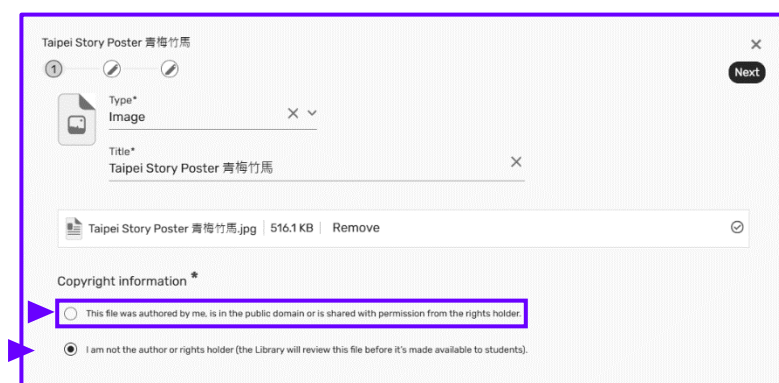 Taipei Story Poster 青梅竹馬
1
Next
Type*
Image
Title*
Taipei Story Poster 青梅竹馬
Taipei Story Poster 青梅竹馬.jpg 516.1 KB Remove
Copyright information *
This file was authored by me, is in the public domain or is shared with permission from the rights holder.
I am not the author or rights holder (the Library will review this file before it's made available to students).